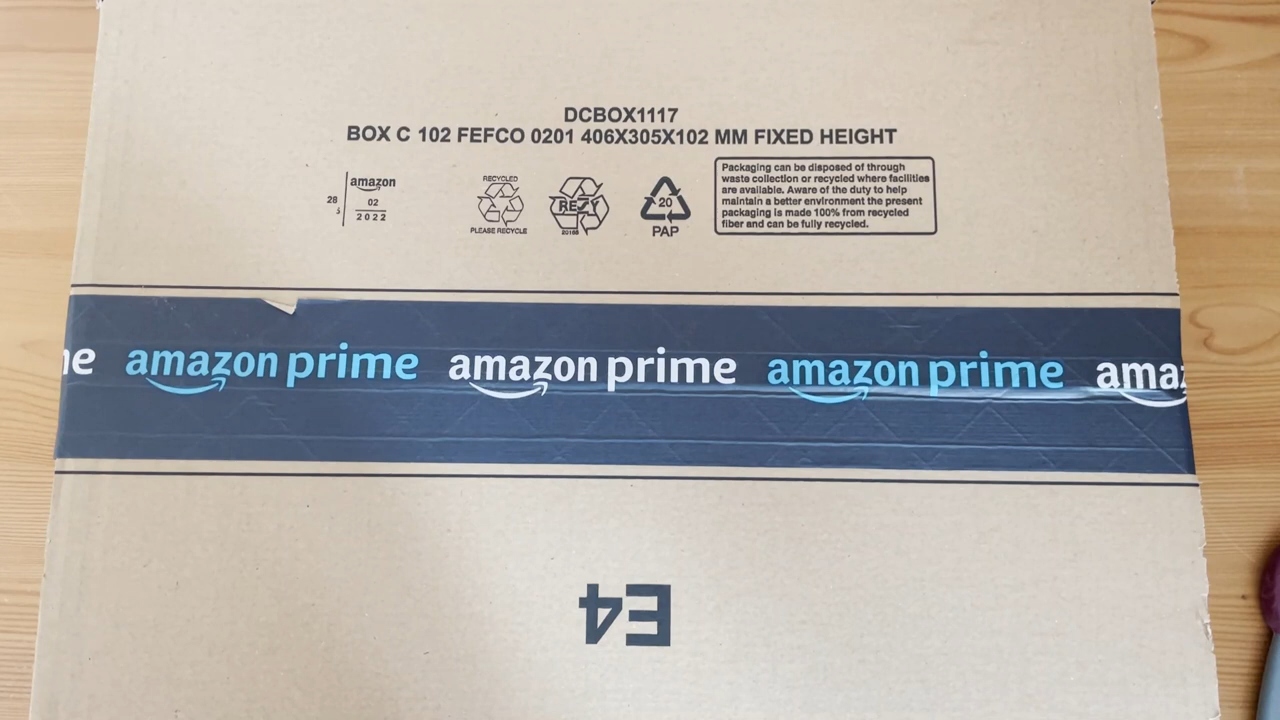 DCBOX1117
BOX C 102 FEFCO 0201 406X305X102 MM FIXED HEIGHT
amazon
28
02
2022
RECYCLED
PLEASE RECYCLE
RESY
20
PAP
Packaging can be disposed of through
waste collection or recycled where facilities
are available. Aware of the duty to help
maintain a better environment the present
packaging is made 100% from recycled
fiber and can be fully recycled.
amazon prime amazon prime amazon prime
E4